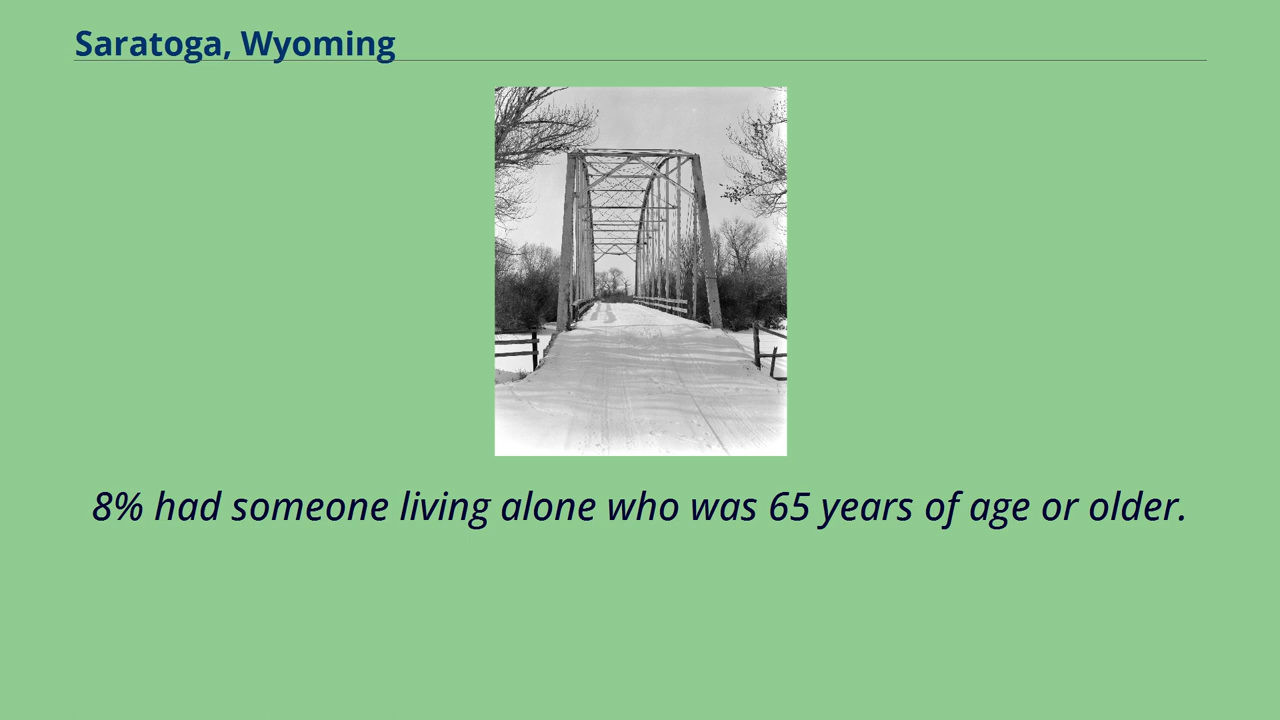 Saratoga, Wyoming
8% had someone living alone who was 65 years of age or older.